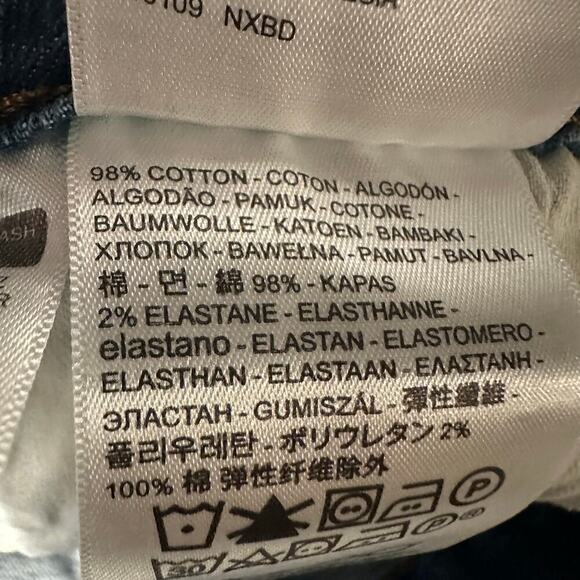 NXBD
98% COTTON - COTON - ALGODÓN -
ALGODÃO - PAMUK - COTONE -
BAUMWOLLE - KATOEN - BAMBAKI -
ХЛОПОК - BAWEŁNA - PAMUT - BAVLNA -
棉 - 면 - 綿 98% - KAPAS
2% ELASTANE - ELASTHANNE -
elastano - ELASTAN - ELASTOMERO -
ELASTHAN - ELASTAAN - ΕΛΑΣΤΑΝΗ -
ЭЛАСТАН - GUMISZÁL - 彈性纖維 -
폴리우레탄 - ポリウレタン 2%
100% 棉 弹性纤维除外
P
30
P